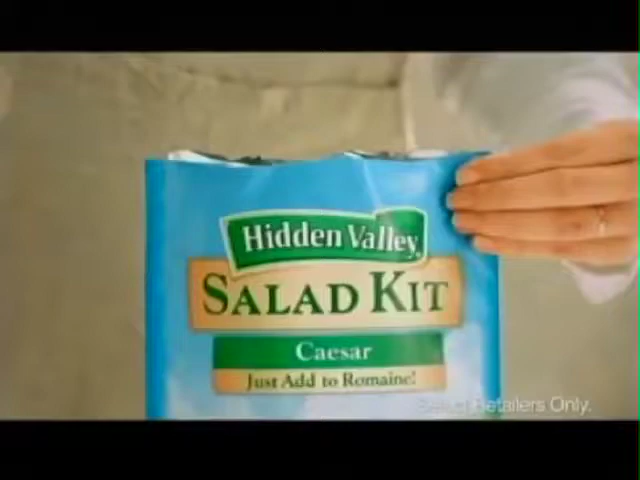 Hidden Valley®
SALAD KIT
Caesar
Just Add to Romaine!
Retailers Only.